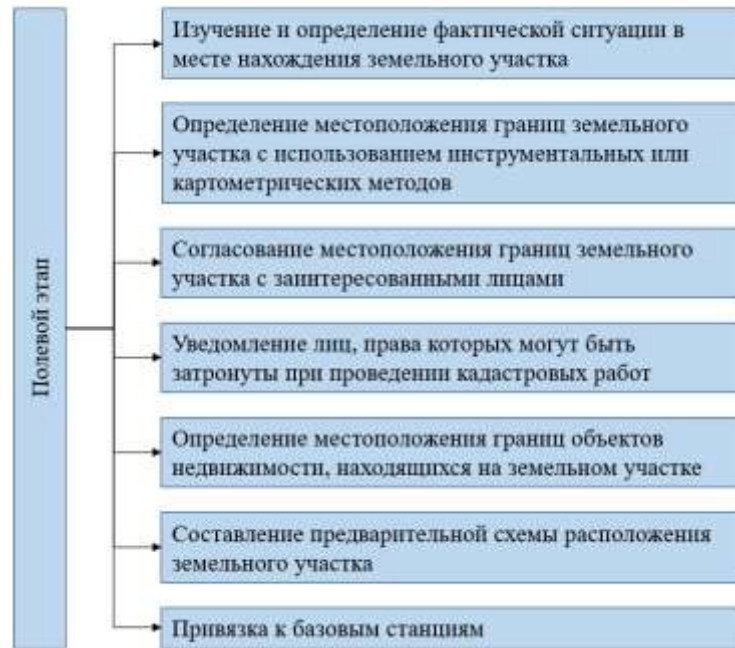 Полевой этап
Изучение и определение фактической ситуации в
месте нахождения земельного участка
Определение местоположения границ земельного
участка с использованием инструментальных или
картометрических методов
Согласование местоположения границ земельного
участка с заинтересованными лицами
Уведомление лиц, права которых могут быть
затронуты при проведении кадастровых работ
Определение местоположения границ объектов
недвижимости, находящихся на земельном участке
Составление предварительной схемы расположения
земельного участка
Привязка к базовым станциям